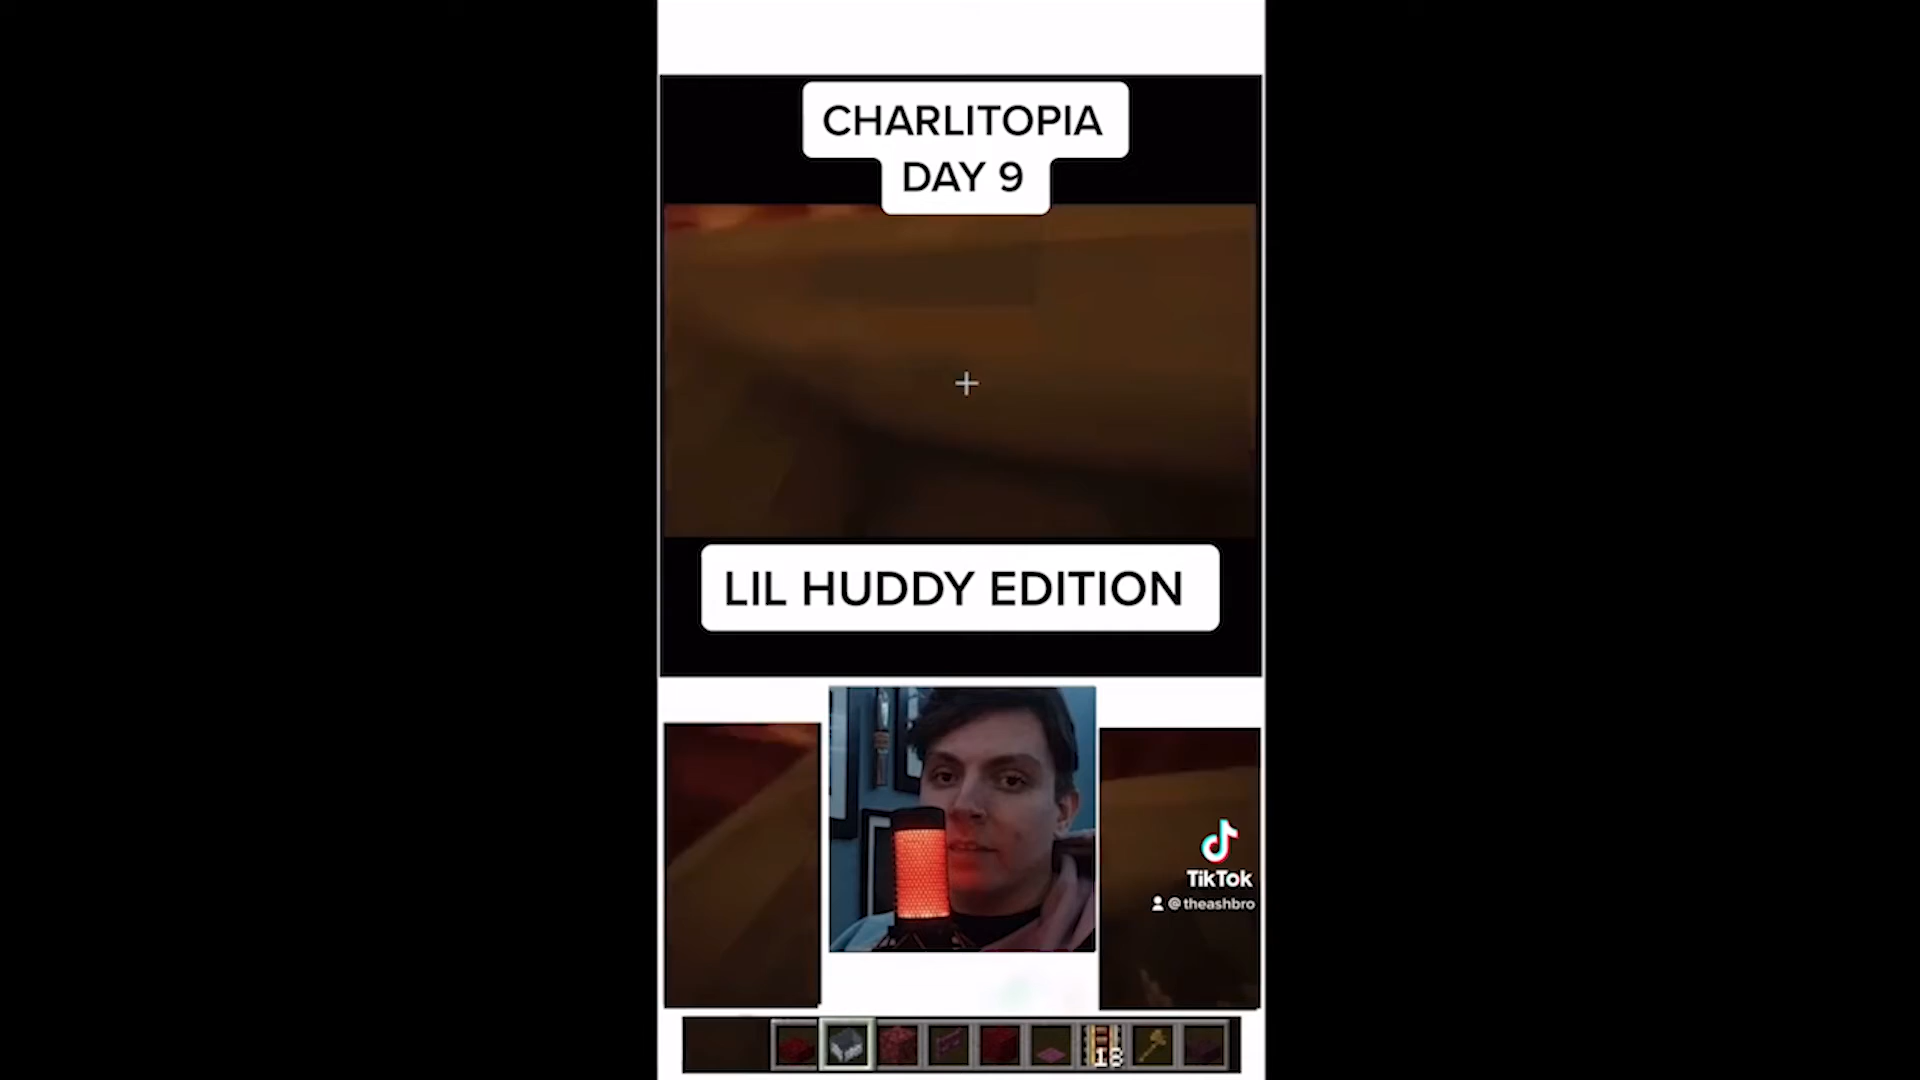 CHARLITOPIA
DAY 9
LIL HUDDY EDITION
TikTok
@theashbro
18